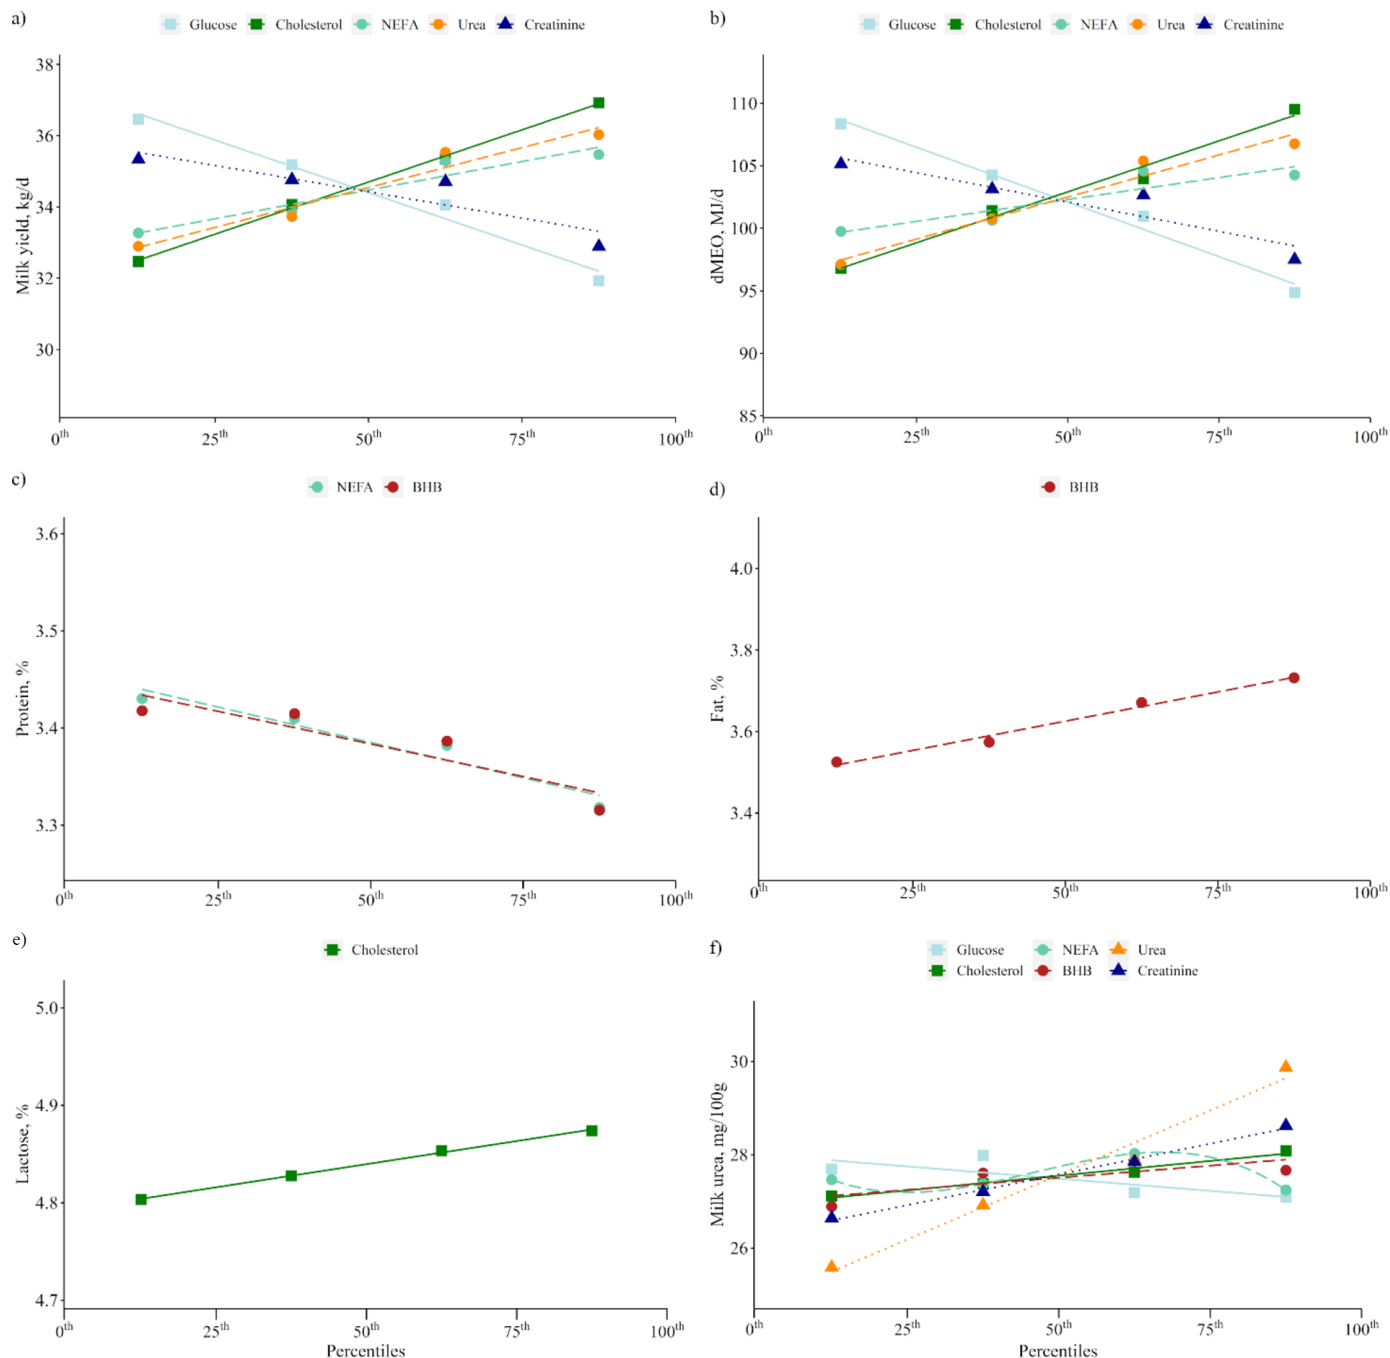 a)
Glucose Cholesterol NEFA Urea Creatinine
38
36
34
32
30
Milk yield, kg/d
0th 25th 50th 75th 100th
b)
Glucose Cholesterol NEFA Urea Creatinine
110
105
100
95
90
85
dMEO, MJ/d
0th 25th 50th 75th 100th
c)
NEFA BHB
3.6
3.5
3.4
3.3
Protein, %
0th 25th 50th 75th 100th
d)
BHB
4.0
3.8
3.6
3.4
Fat, %
0th 25th 50th 75th 100th
e)
Cholesterol
5.0
4.9
4.8
4.7
Lactose, %
0th 25th 50th 75th 100th
Percentiles
f)
Glucose NEFA Urea
Cholesterol BHB Creatinine
30
28
26
Milk urea, mg/100g
0th 25th 50th 75th 100th
Percentiles